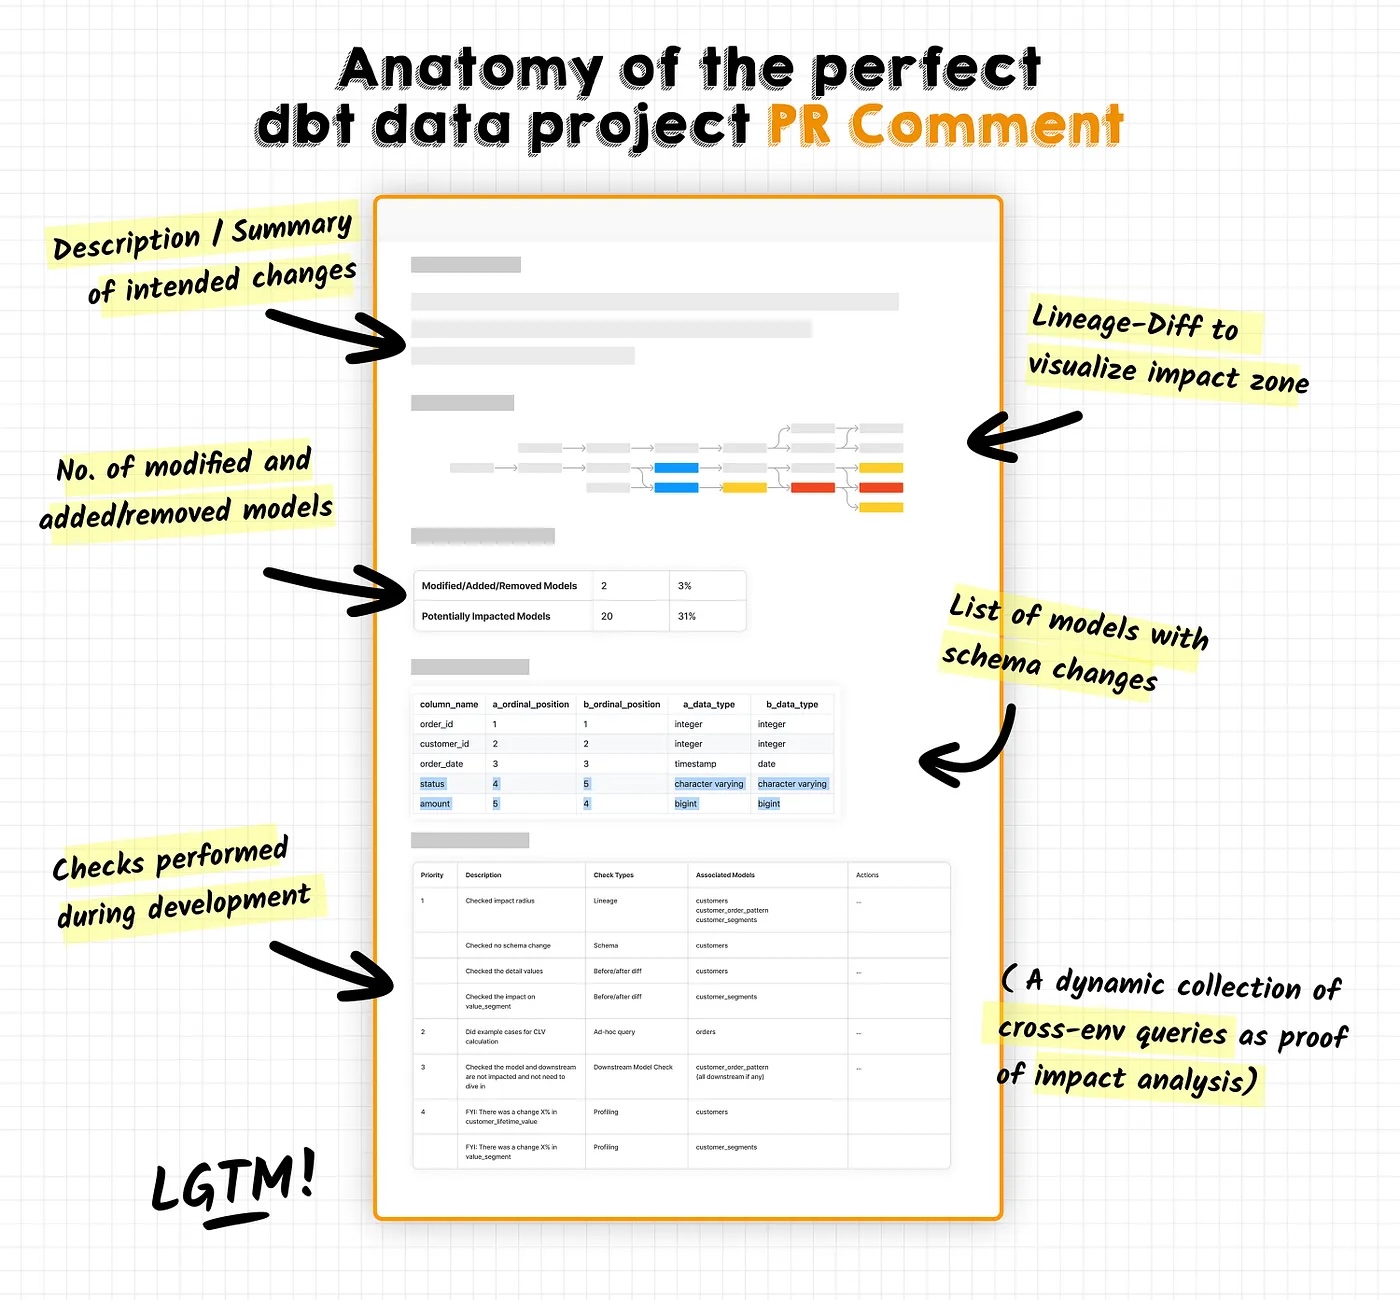 Anatomy of the perfect
dbt data project PR Comment
Description / Summary
of intended changes
Lineage-Diff to
visualize impact zone
No. of modified and
added/removed models
Modified/Added/Removed Models 2 3%
Potentially Impacted Models 20 31%
List of models with
schema changes
column_name a_ordinal_position b_ordinal_position a_data_type b_data_type
order_id 1 1 integer integer
customer_id 2 2 integer integer
order_date 3 3 timestamp date
status 4 5 character varying character varying
amount 5 4 bigint bigint
Checks performed
during development
Priority Description Check Types Associated Models Actions
1 Checked impact radius Lineage customers ...
customer_order_pattern
customer_segments
Checked no schema change Schema customers
Checked the detail values Before/after diff customers ...
Checked the impact on Before/after diff customer_segments
value_segment
2 Did example cases for CLV Ad-hoc query orders ...
calculation
3 Checked the model and downstream Downstream Model Check customer_order_pattern ...
are not impacted and not need to (all downstream if any)
dive in
4 FYI: There was a change X% in Profiling customers
customer_lifetime_value
FYI: There was a change X% in Profiling customer_segments
value_segment
( A dynamic collection of
cross-env queries as proof
of impact analysis)
LGTM!